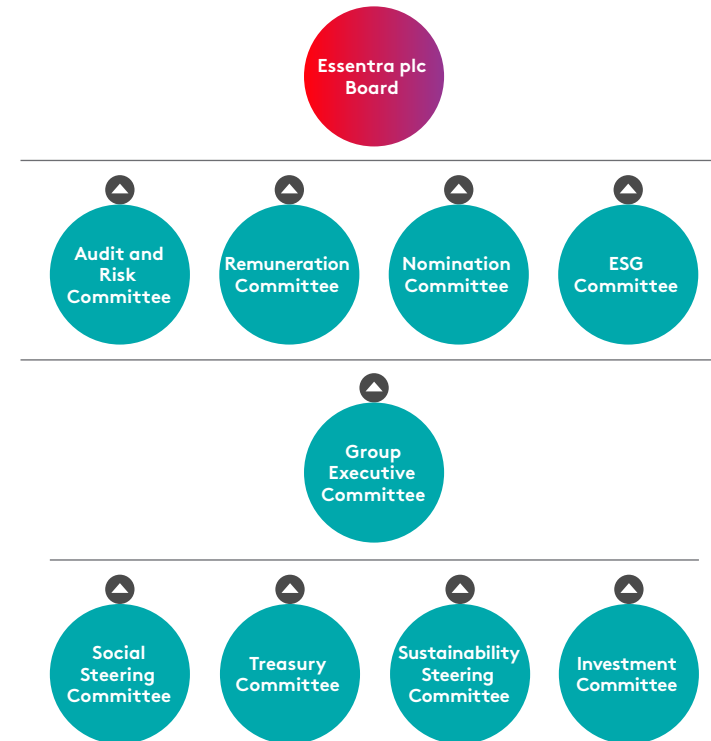 Essentra plc
Board
Audit and
Risk
Committee
Remuneration
Committee
Nomination
Committee
ESG
Committee
Group
Executive
Committee
Social
Steering
Committee
Treasury
Committee
Sustainability
Steering
Committee
Investment
Committee